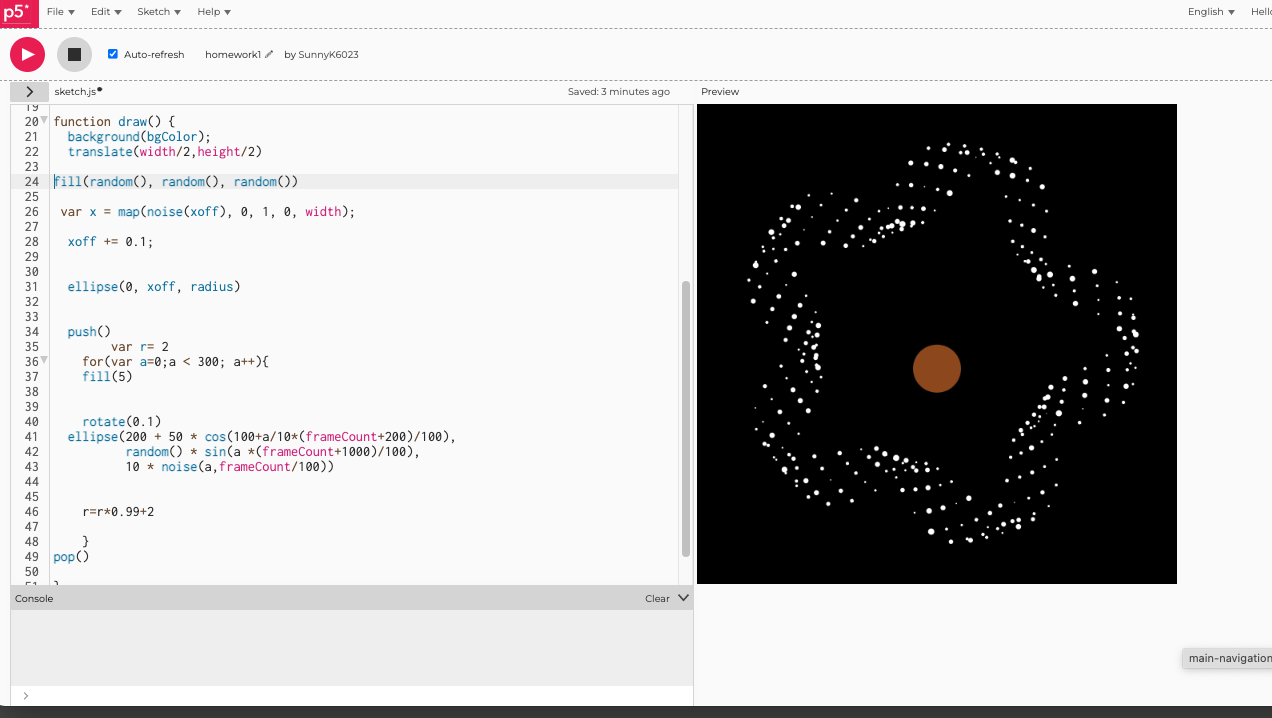 p5* File Edit Sketch Help English Hello
Auto-refresh homework1 by SunnyK6023
sketch.js Saved: 3 minutes ago Preview
19
20 function draw() {
21 background(bgColor);
22 translate(width/2,height/2)
23
24 fill(random(), random(), random())
25
26 var x = map(noise(xoff), 0, 1, 0, width);
27
28 xoff += 0.1;
29
30
31 ellipse(0, xoff, radius)
32
33
34 push()
35 var r= 2
36 for(var a=0;a < 300; a++){
37 fill(5)
38
39
40 rotate(0.1)
41 ellipse(200 + 50 * cos(100+a/10*(frameCount+200)/100),
42 random() * sin(a *(frameCount+1000)/100),
43 10 * noise(a,frameCount/100))
44
45
46 r=r*0.99+2
47
48 }
49 pop()
50
51 }
Console Clear
main-navigation
>